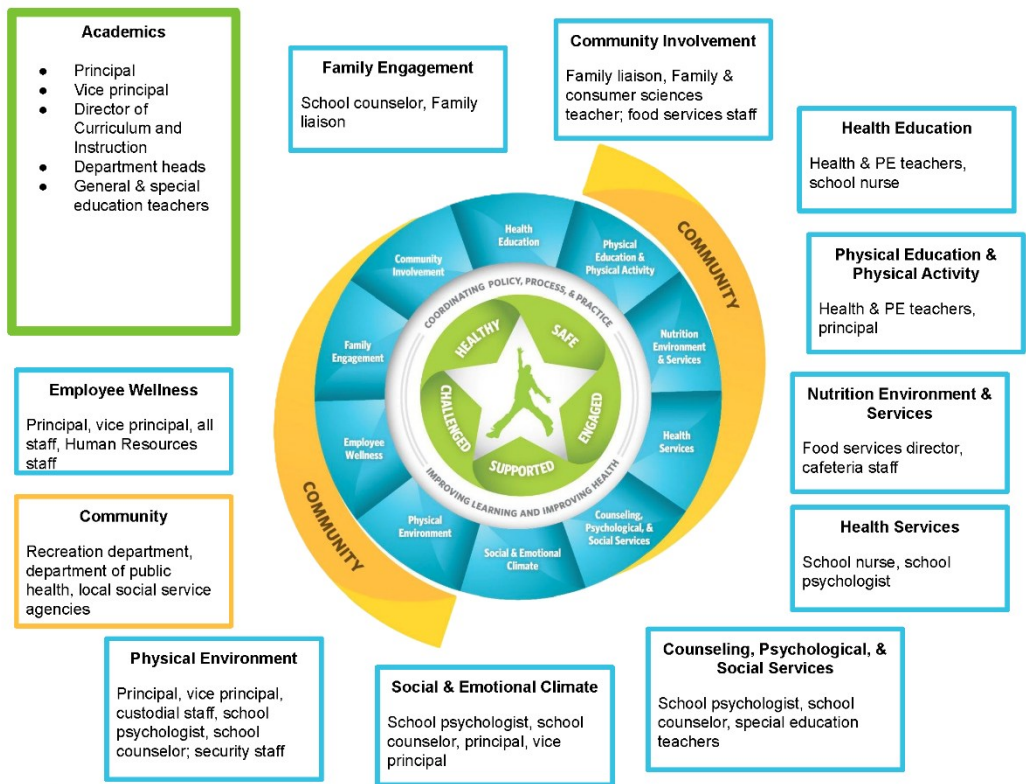 Academics
● Principal
● Vice principal
● Director of
Curriculum and
Instruction
● Department heads
● General & special
education teachers
Family Engagement
School counselor, Family
liaison
Community Involvement
Family liaison, Family &
consumer sciences
teacher; food services staff
Health Education
Health & PE teachers,
school nurse
Physical Education &
Physical Activity
Health & PE teachers,
principal
Nutrition Environment &
Services
Food services director,
cafeteria staff
Health Services
School nurse, school
psychologist
Counseling, Psychological, &
Social Services
School psychologist, school
counselor, special education
teachers
Social & Emotional Climate
School psychologist, school
counselor, principal, vice
principal
Physical Environment
Principal, vice principal,
custodial staff, school
psychologist, school
counselor; security staff
Community
Recreation department,
department of public
health, local social service
agencies
Employee Wellness
Principal, vice principal, all
staff, Human Resources
staff
COMMUNITY
COMMUNITY
Health
Education
Physical
Education &
Physical Activity
Nutrition
Environment
& Services
Health
Services
Counseling,
Psychological, &
Social Services
Social & Emotional
Climate
Physical
Environment
Employee
Wellness
Family
Engagement
Community
Involvement
COORDINATING POLICY, PROCESS, & PRACTICE
IMPROVING LEARNING AND IMPROVING HEALTH
HEALTHY
SAFE
ENGAGED
SUPPORTED
CHALLENGED